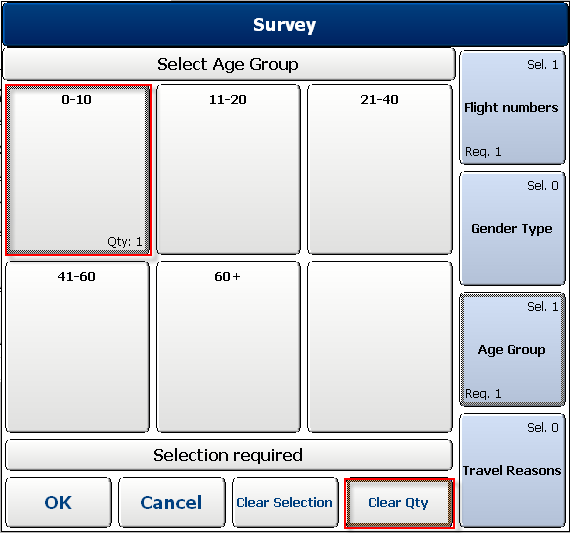 Survey
Select Age Group
0-10
Qty: 1
11-20
21-40
41-60
60+
Selection required
OK
Cancel
Clear Selection
Clear Qty
Sel. 1
Flight numbers
Req. 1
Sel. 0
Gender Type
Sel. 1
Age Group
Req. 1
Sel. 0
Travel Reasons